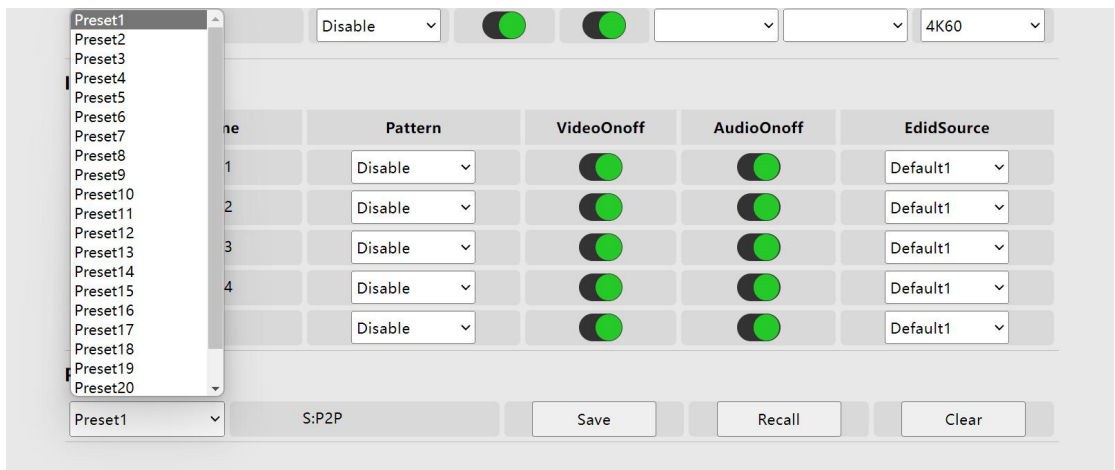 Disable 4K60
Preset1
Preset2
Preset3
Preset4
Preset5
Preset6
Preset7
Preset8
Preset9
Preset10
Preset11
Preset12
Preset13
Preset14
Preset15
Preset16
Preset17
Preset18
Preset19
Preset20
Pattern VideoOnoff AudioOnoff EdidSource
1 Disable Default1
2 Disable Default1
3 Disable Default1
4 Disable Default1
Disable Default1
Preset1 S:P2P Save Recall Clear